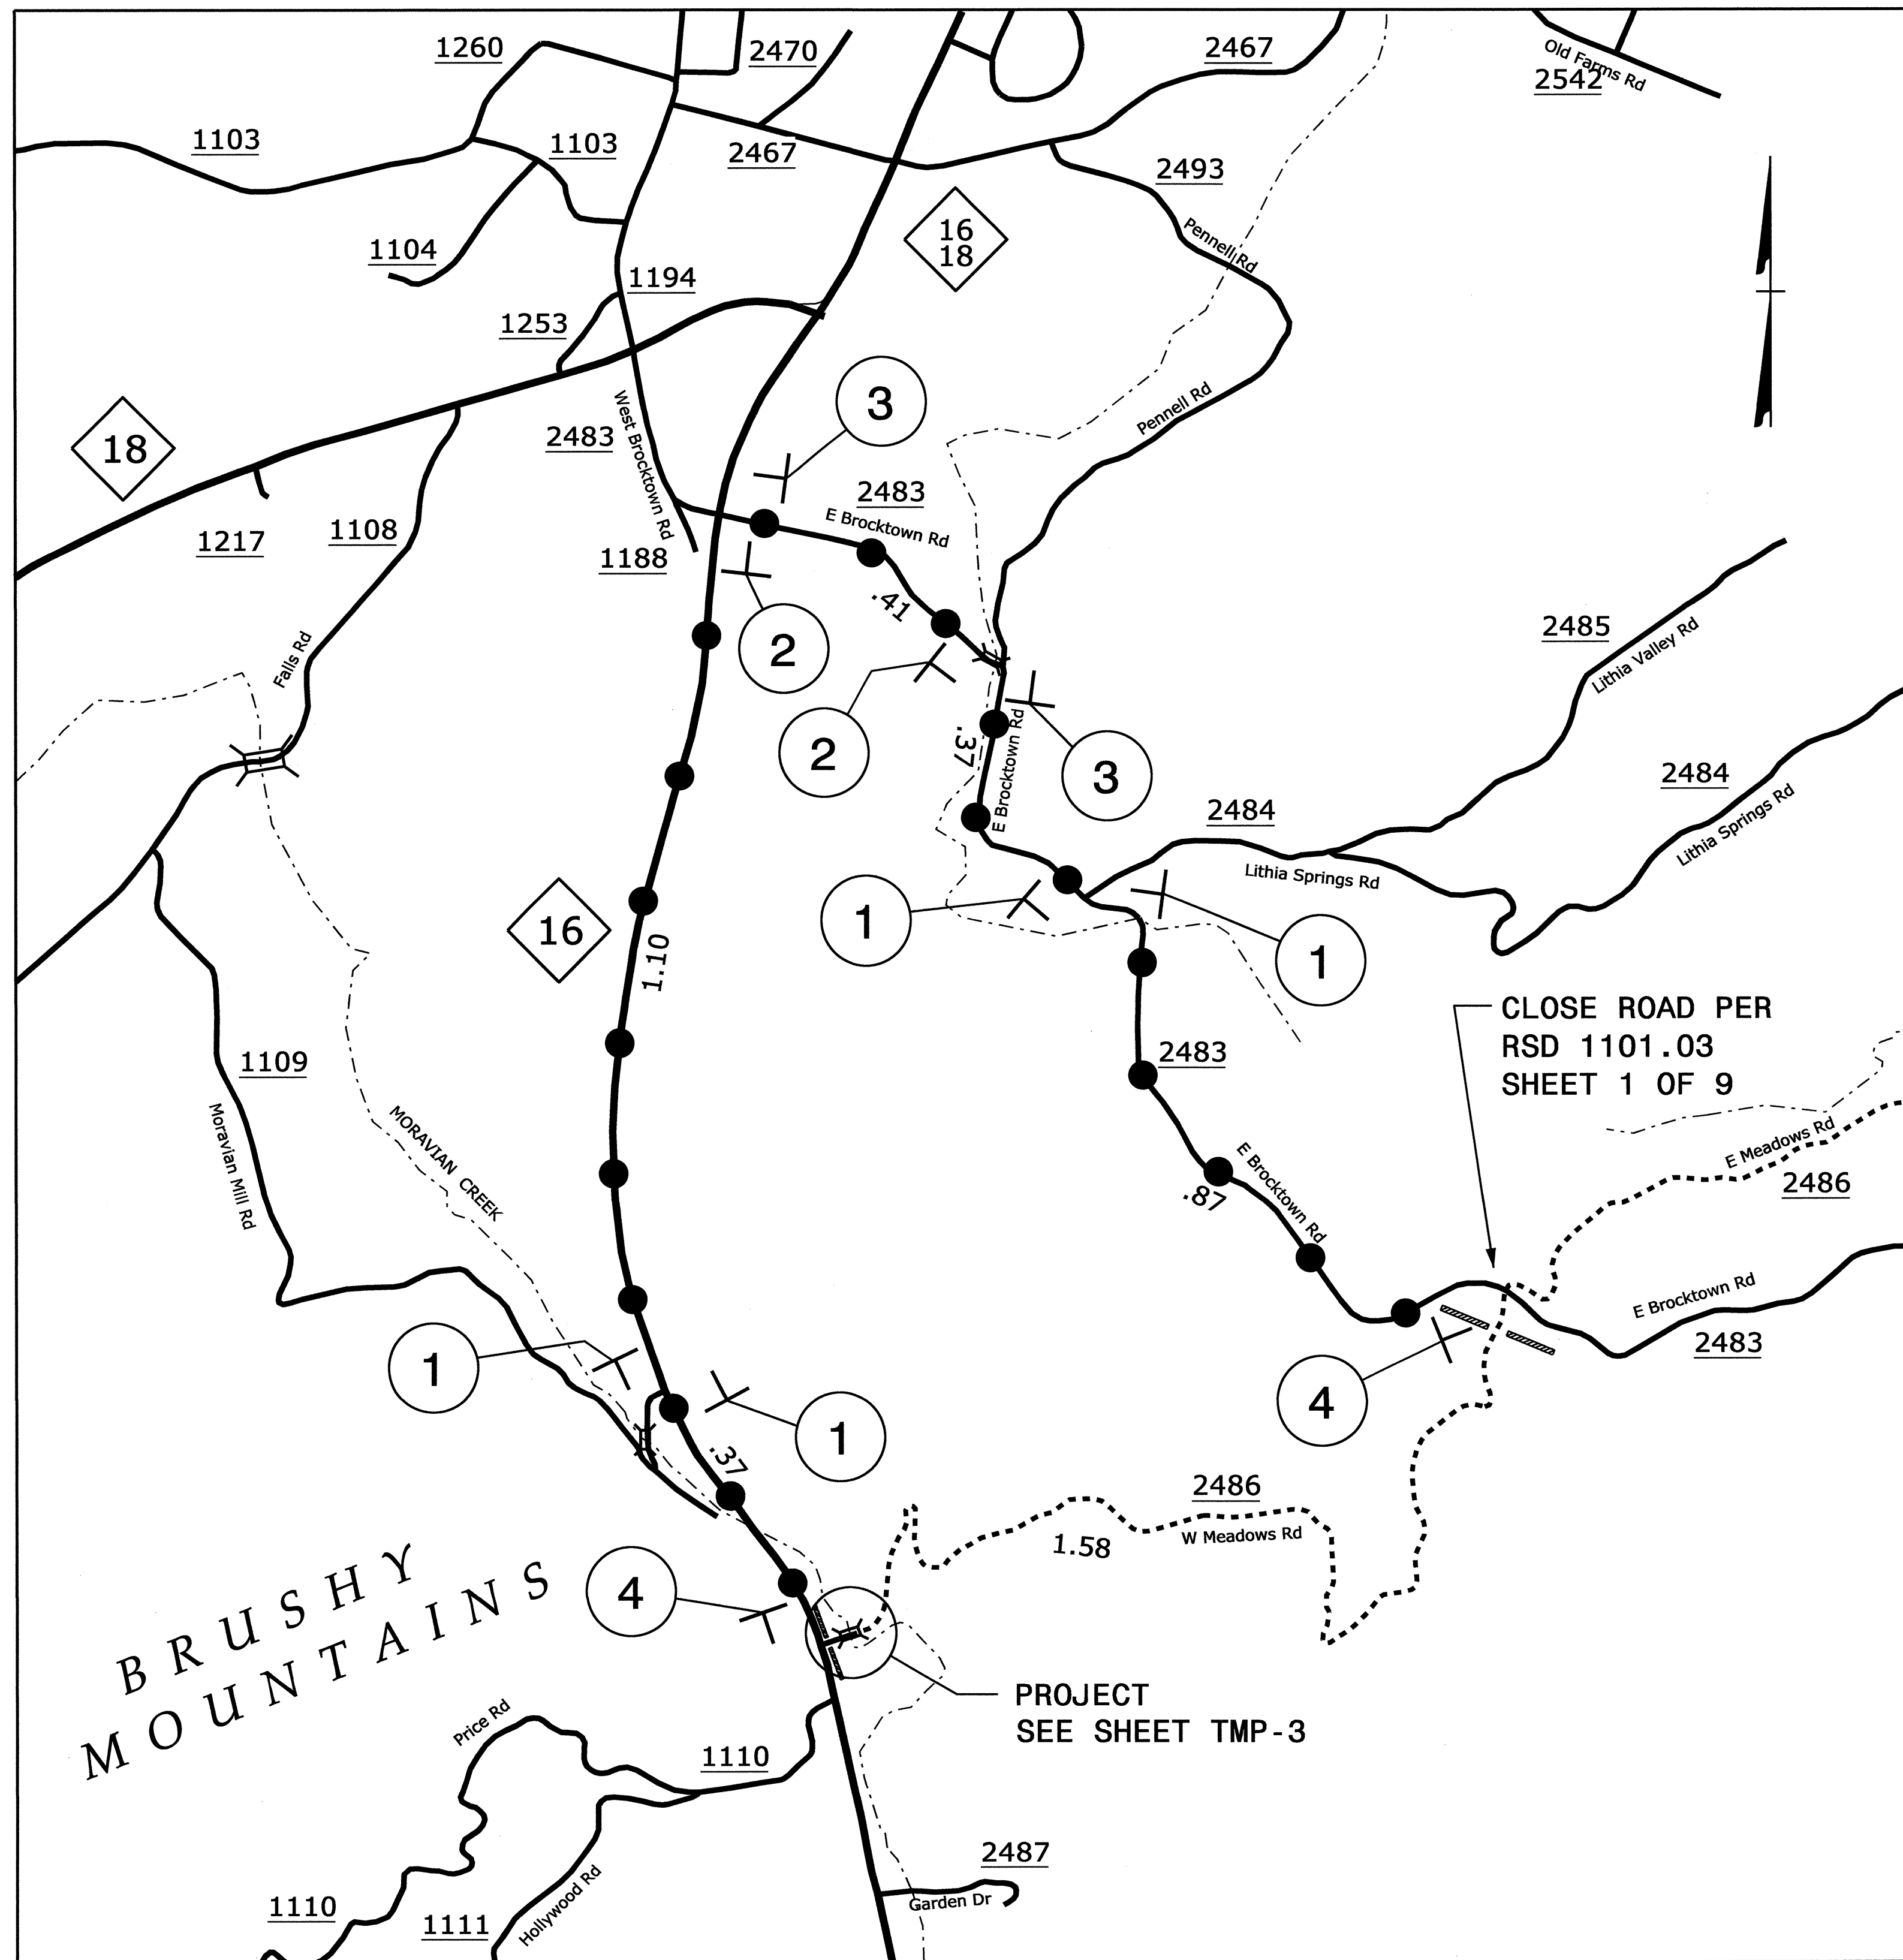 1260
2470
2467
Old Farms Rd
2542
1103
1103
2467
2493
16
18
Pennell Rd
1104
1194
1253
3
Pennell Rd
18
2483
West Brocktown Rd
2483
E Brocktown Rd
1217
1108
1188
.41
2
2485
Lithia Valley Rd
Falls Rd
2
.37
E Brocktown Rd
3
2484
2484
Lithia Springs Rd
Lithia Springs Rd
1
1
16
1.10
CLOSE ROAD PER
RSD 1101.03
SHEET 1 OF 9
1109
2483
Moravian Mill Rd
MORAVIAN CREEK
E Meadows Rd
2486
E Brocktown Rd
.87
E Brocktown Rd
2483
1
4
1
.37
2486
W Meadows Rd
1.58
4
BRUSHY
MOUNTAINS
PROJECT
SEE SHEET TMP-3
Price Rd
1110
2487
Garden Dr
1110
1111
Hollywood Rd